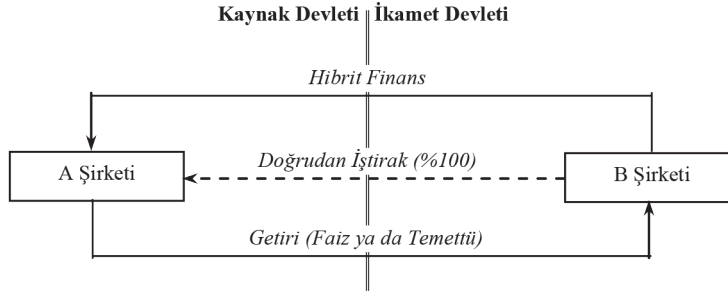 Kaynak Devleti İkamet Devleti
Hibrit Finans
A Şirketi
Doğrudan İştirak (%100)
B Şirketi
Getiri (Faiz ya da Temettü)